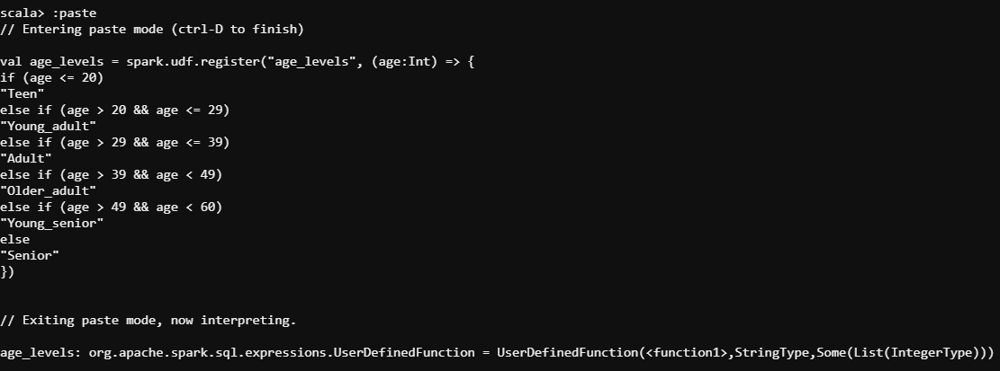 scala> :paste
// Entering paste mode (ctrl-D to finish)
val age_levels = spark.udf.register("age_levels", (age:Int) => {
if (age <= 20)
"Teen"
else if (age > 20 && age <= 29)
"Young_adult"
else if (age > 29 && age <= 39)
"Adult"
else if (age > 39 && age < 49)
"Older_adult"
else if (age > 49 && age < 60)
"Young_senior"
else
"Senior"
})
// Exiting paste mode, now interpreting.
age_levels: org.apache.spark.sql.expressions.UserDefinedFunction = UserDefinedFunction(<function1>,StringType,Some(List(IntegerType)))